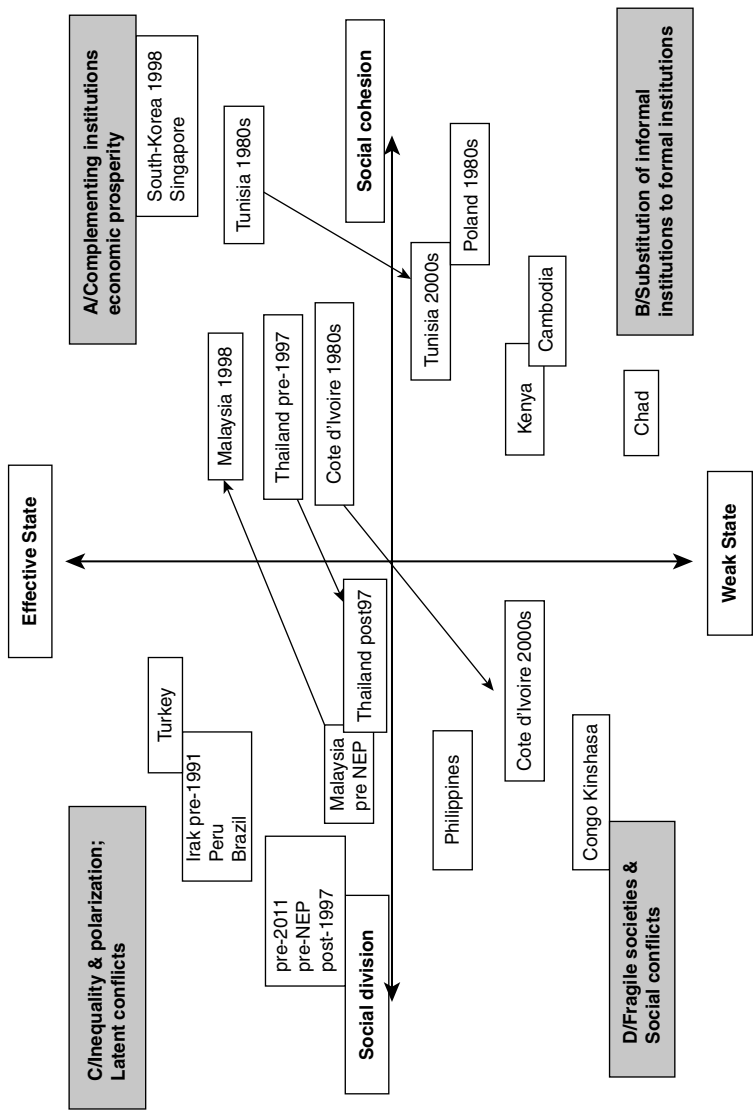 Effective State
C/Inequality & polarization;
Latent conflicts
A/Complementing institutions
economic prosperity
Turkey
Irak pre-1991
Peru
Brazil
South-Korea 1998
Singapore
Malaysia 1998
Tunisia 1980s
pre-2011
pre-NEP
post-1997
Thailand pre-1997
Malaysia
pre NEP
Thailand post97
Cote d'Ivoire 1980s
Social division
Social cohesion
Philippines
Tunisia 2000s
Poland 1980s
Cote d'Ivoire 2000s
Kenya
Cambodia
Congo Kinshasa
Chad
D/Fragile societies &
Social conflicts
B/Substitution of informal
institutions to formal institutions
Weak State